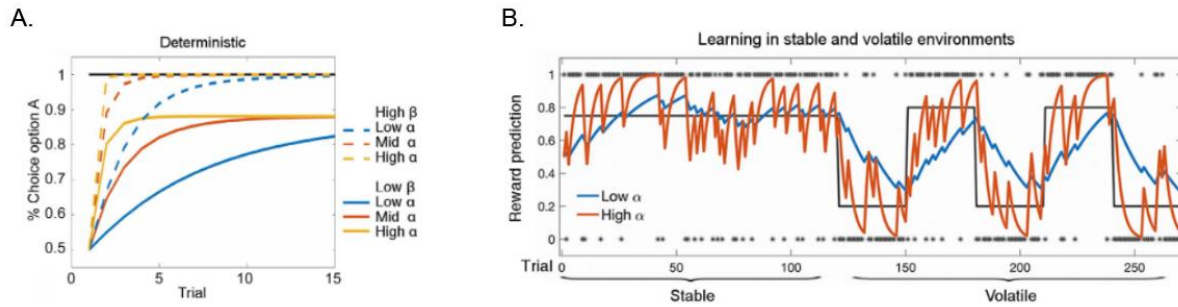 A.
Deterministic
% Choice option A
1
0.9
0.8
0.7
0.6
0.5
0
5
10
15
Trial
High β
Low α
Mid α
High α
Low β
Low α
Mid α
High α
B.
Learning in stable and volatile environments
Reward prediction
1
0.8
0.6
0.4
0.2
0
Low α
High α
Trial
0
50
100
150
200
250
Stable
Volatile